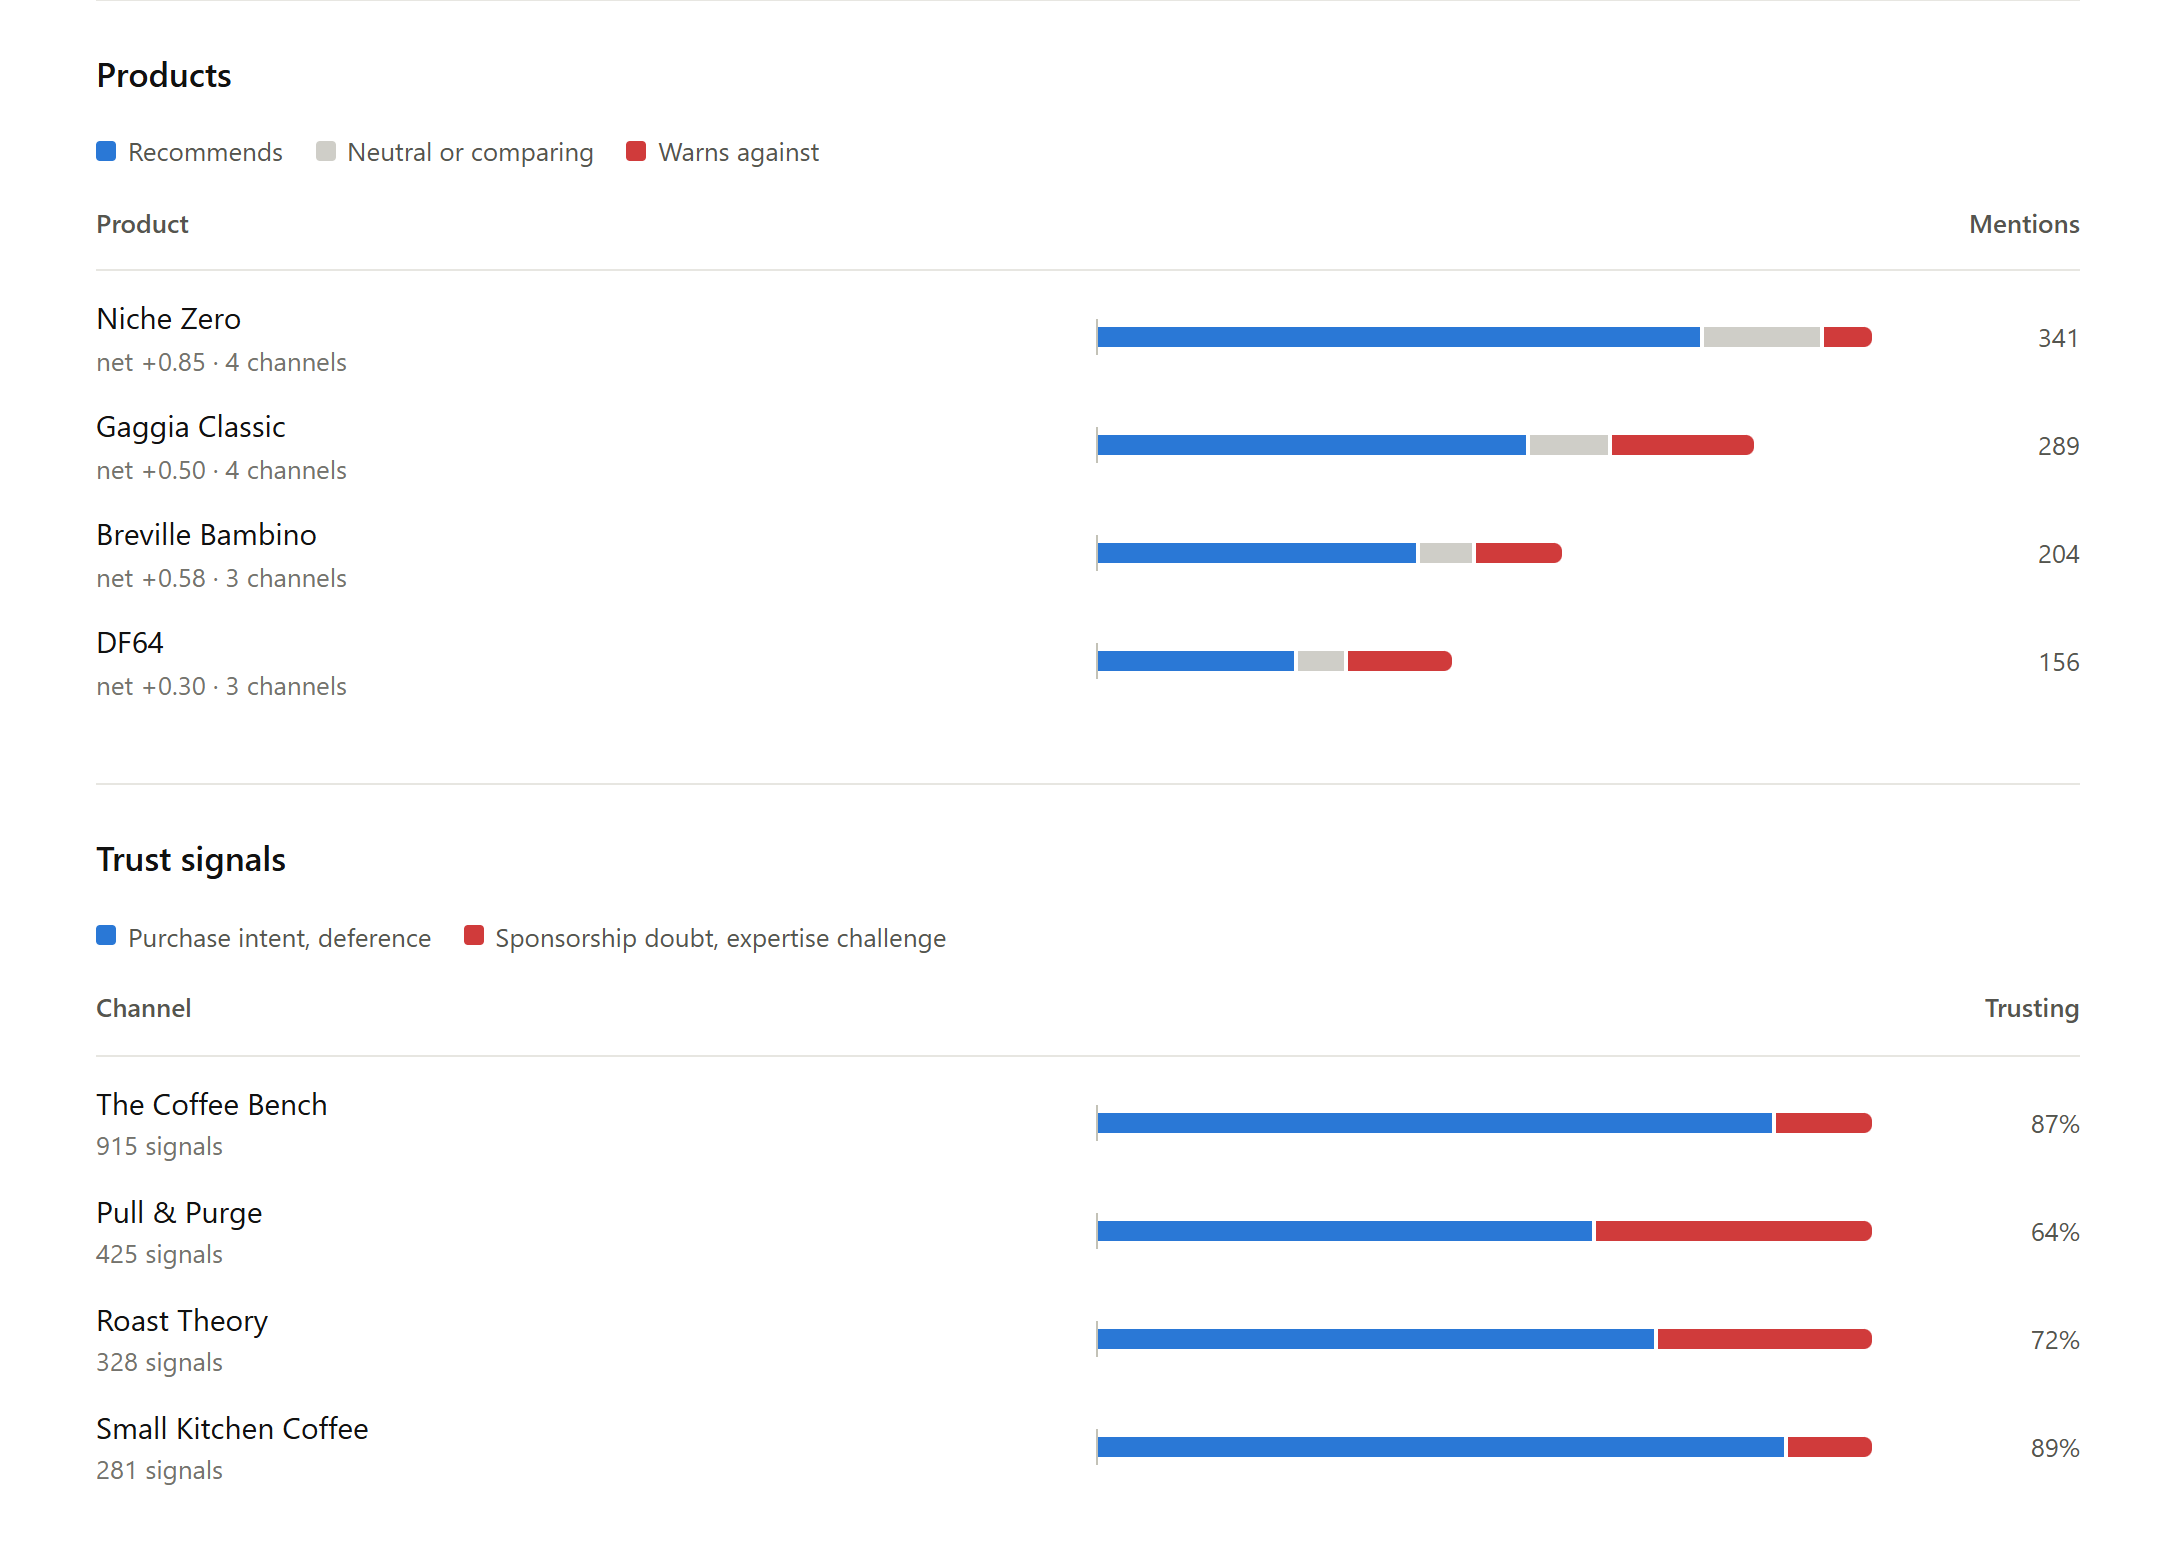 Products
Recommends Neutral or comparing Warns against
Product Mentions
Niche Zero
net +0.85 · 4 channels
341
Gaggia Classic
net +0.50 · 4 channels
289
Breville Bambino
net +0.58 · 3 channels
204
DF64
net +0.30 · 3 channels
156
Trust signals
Purchase intent, deference Sponsorship doubt, expertise challenge
Channel Trusting
The Coffee Bench
915 signals
87%
Pull & Purge
425 signals
64%
Roast Theory
328 signals
72%
Small Kitchen Coffee
281 signals
89%